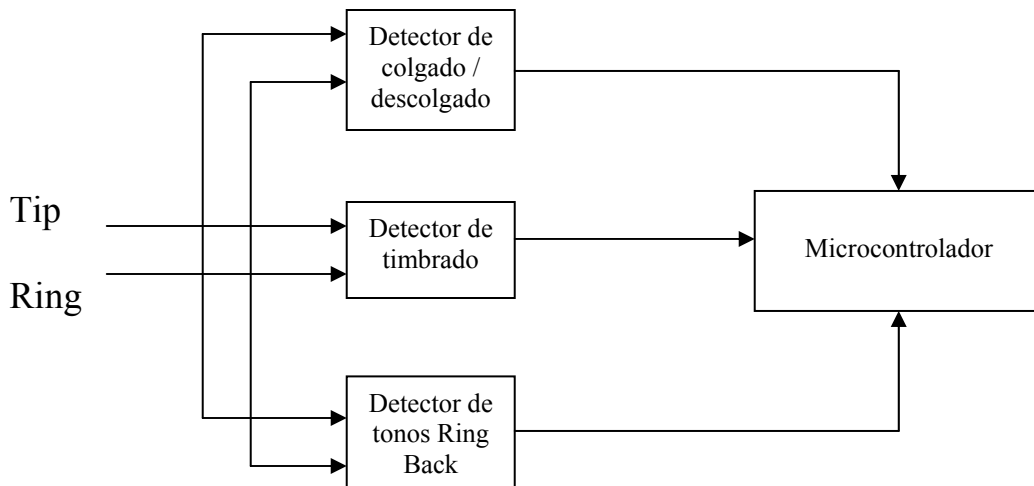 Detector de
colgado /
descolgado
Tip
Ring
Detector de
timbrado
Microcontrolador
Detector de
tonos Ring
Back